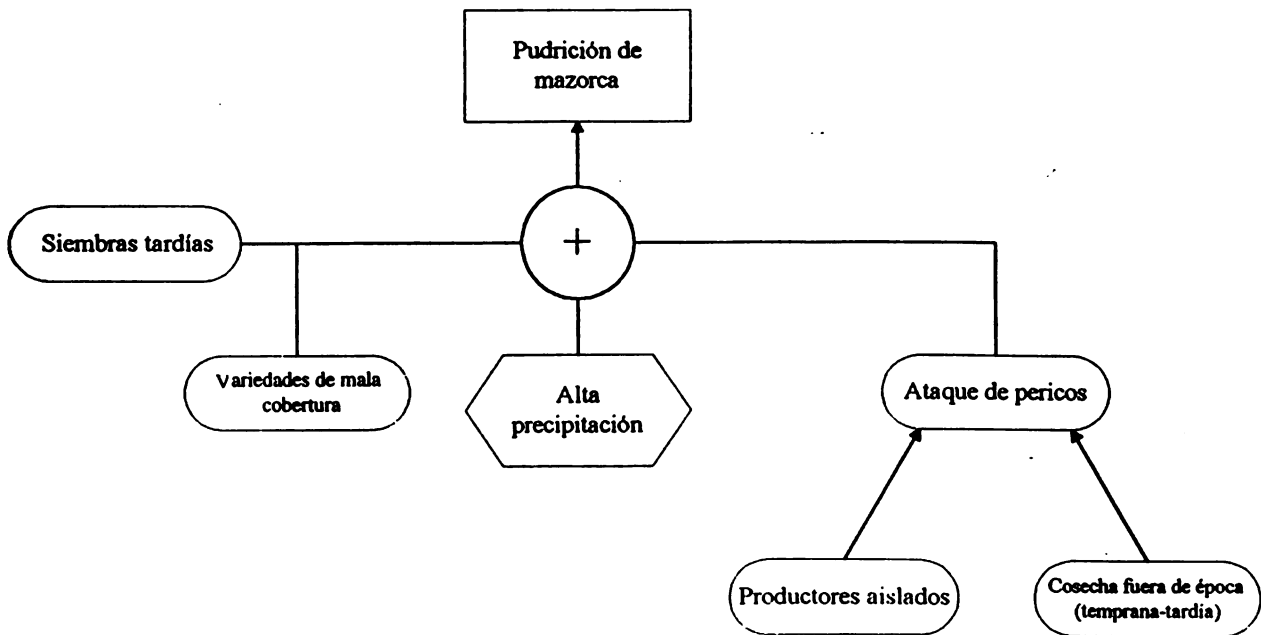 Pudrición de
mazorca
Siembras tardías
+
Variedades de mala
cobertura
Alta
precipitación
Ataque de pericos
Productores aislados
Cosecha fuera de época
(temprana-tardía)